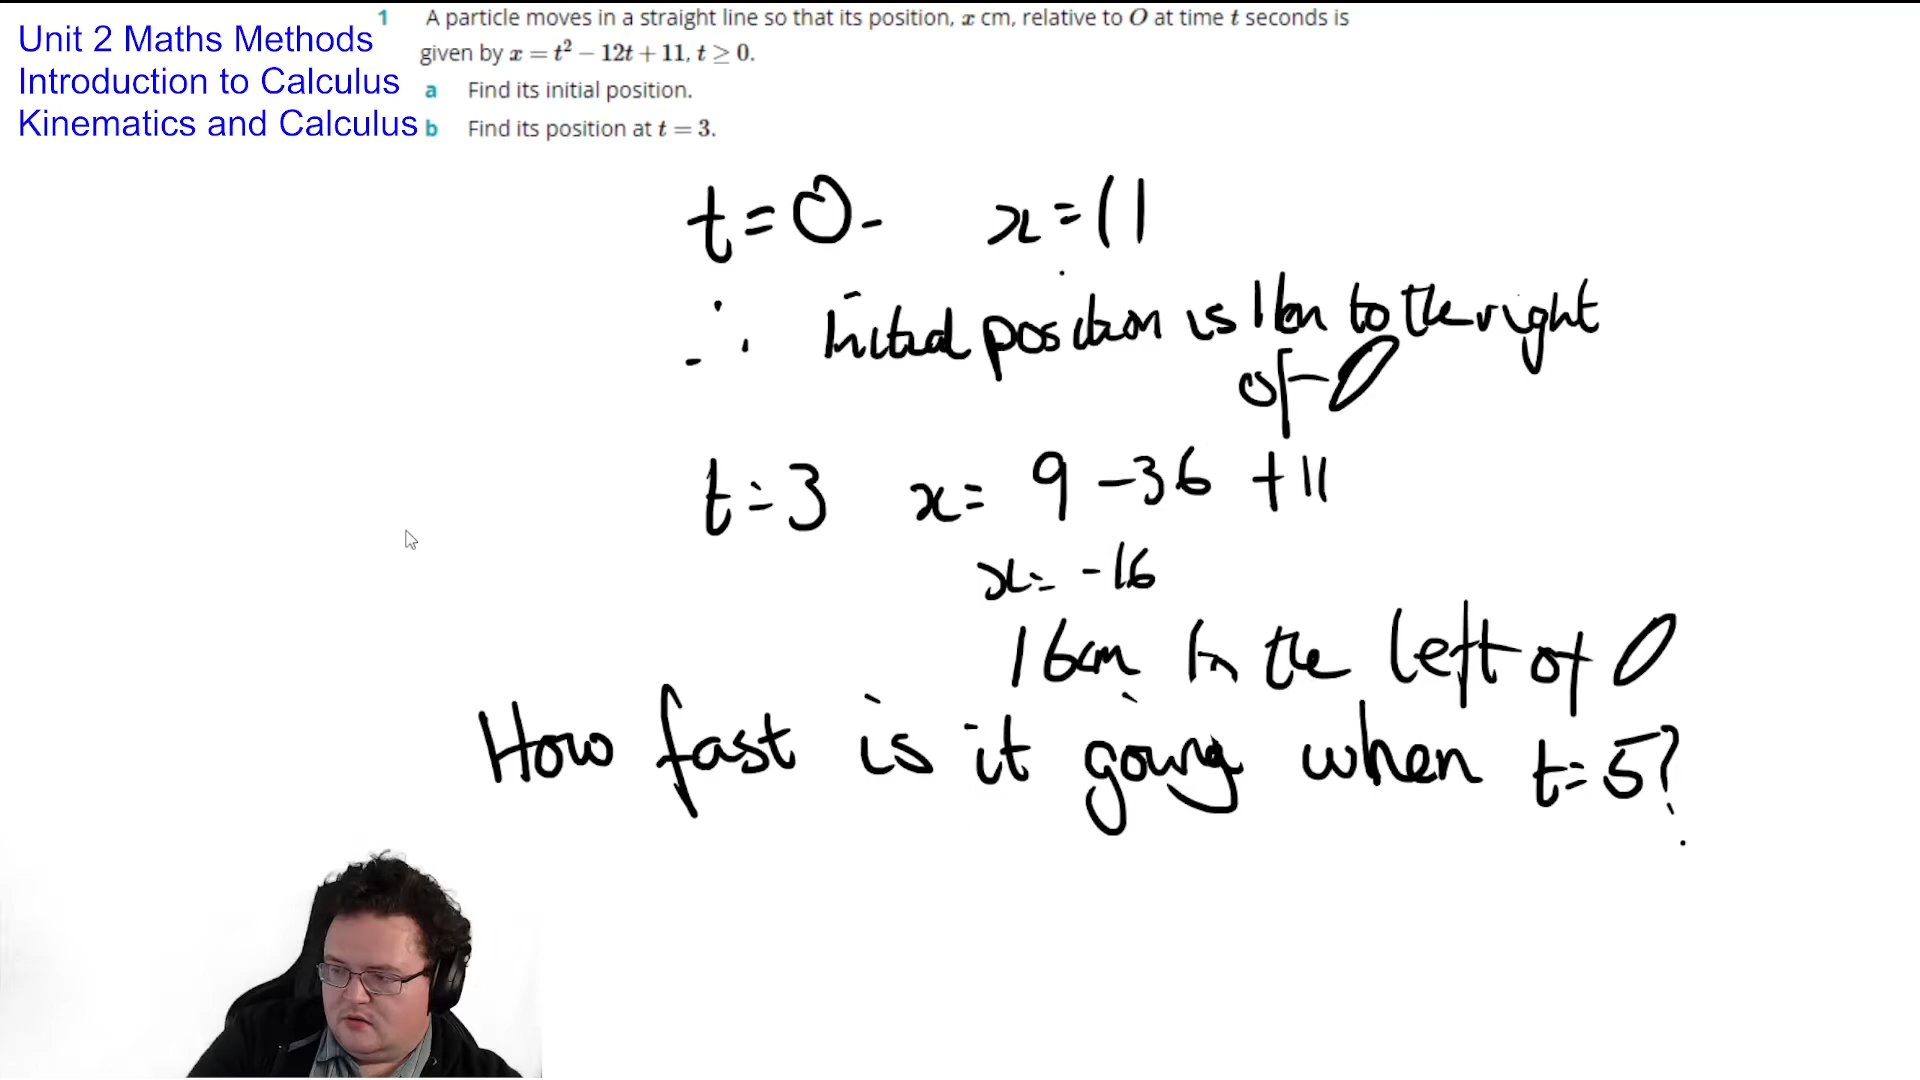 Unit 2 Maths Methods
Introduction to Calculus
Kinematics and Calculus
1 A particle moves in a straight line so that its position, x cm, relative to O at time t seconds is
given by x = t² − 12t + 11, t ≥ 0.
a Find its initial position.
b Find its position at t = 3.
t=0 x=11
∴ Initial position is 11cm to the right
of O
t=3 x= 9 -36 +11
x= -16
16cm to the left of O
How fast is it going when t=5?